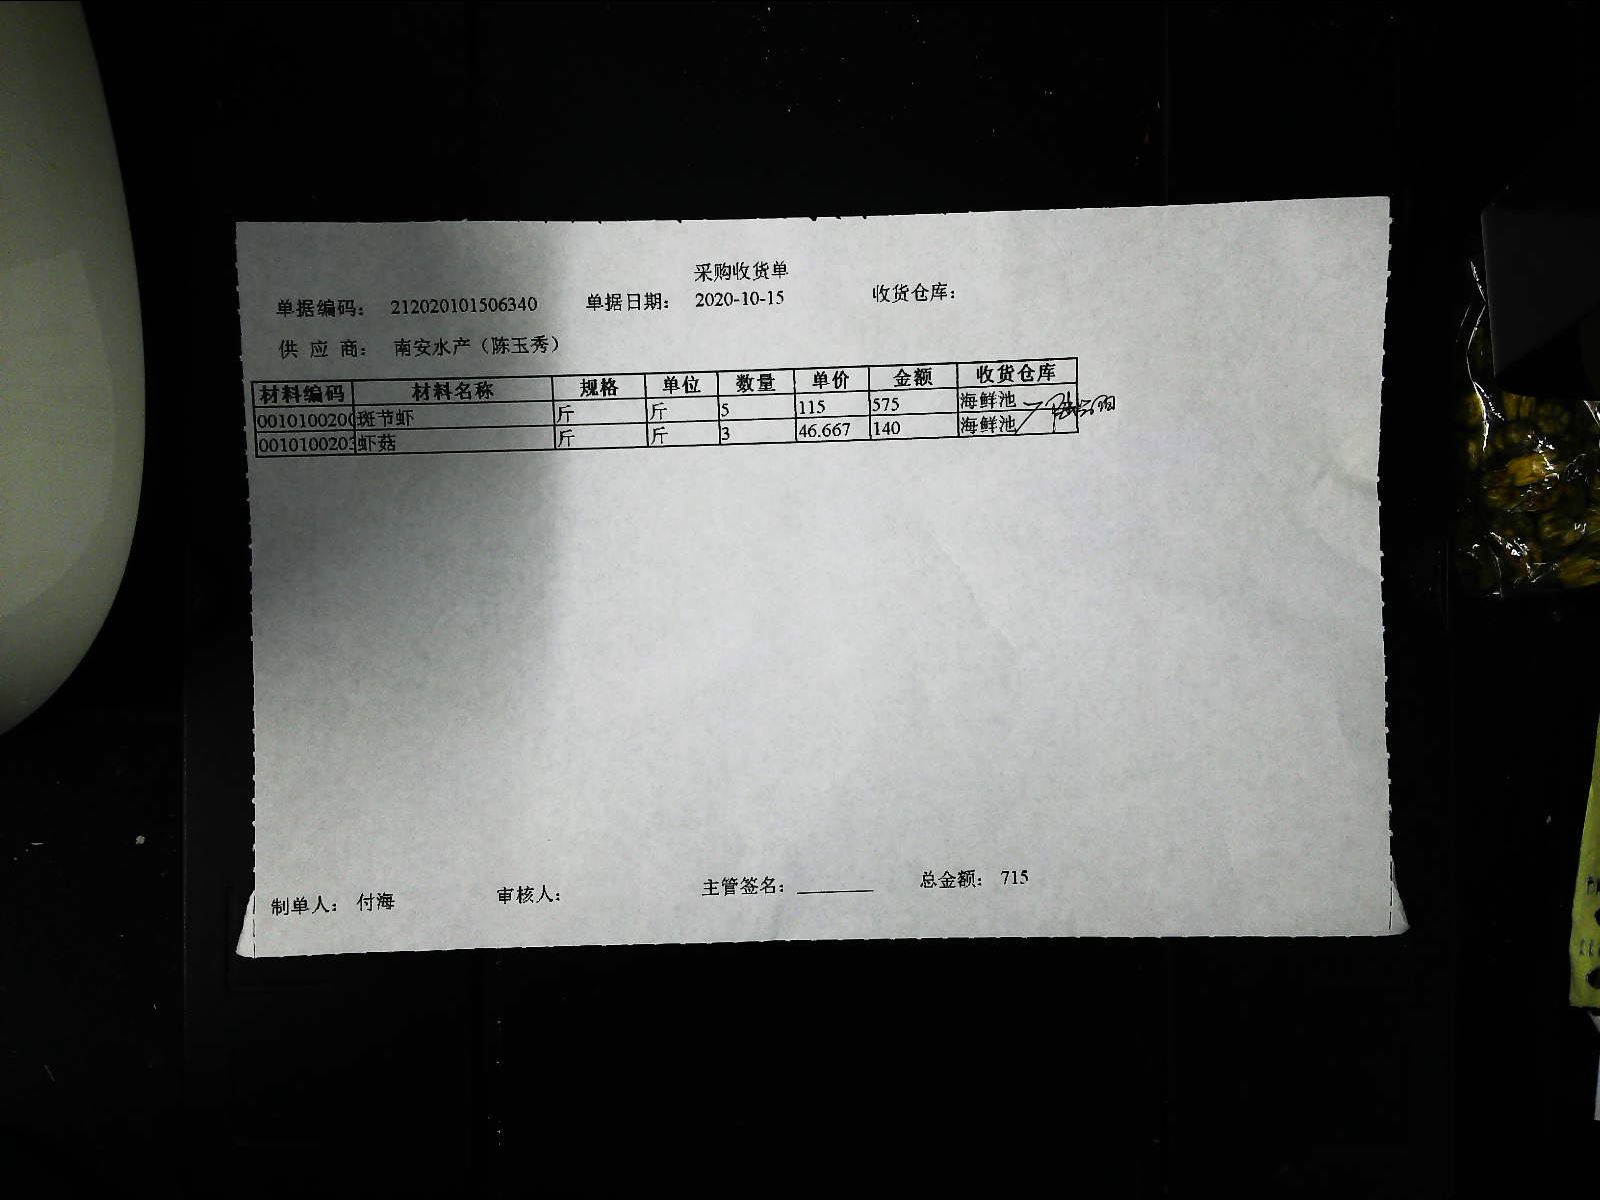 采购收货单
单据编码： 212020101506340 单据日期： 2020-10-15 收货仓库：
供 应 商： 南安水产（陈玉秀）
材料编码 材料名称 规格 单位 数量 单价 金额 收货仓库
0010100200 斑节虾 斤 斤 5 115 575 海鲜池
0010100203 虾菇 斤 斤 3 46.667 140 海鲜池
制单人： 付海 审核人： 主管签名： 总金额： 715